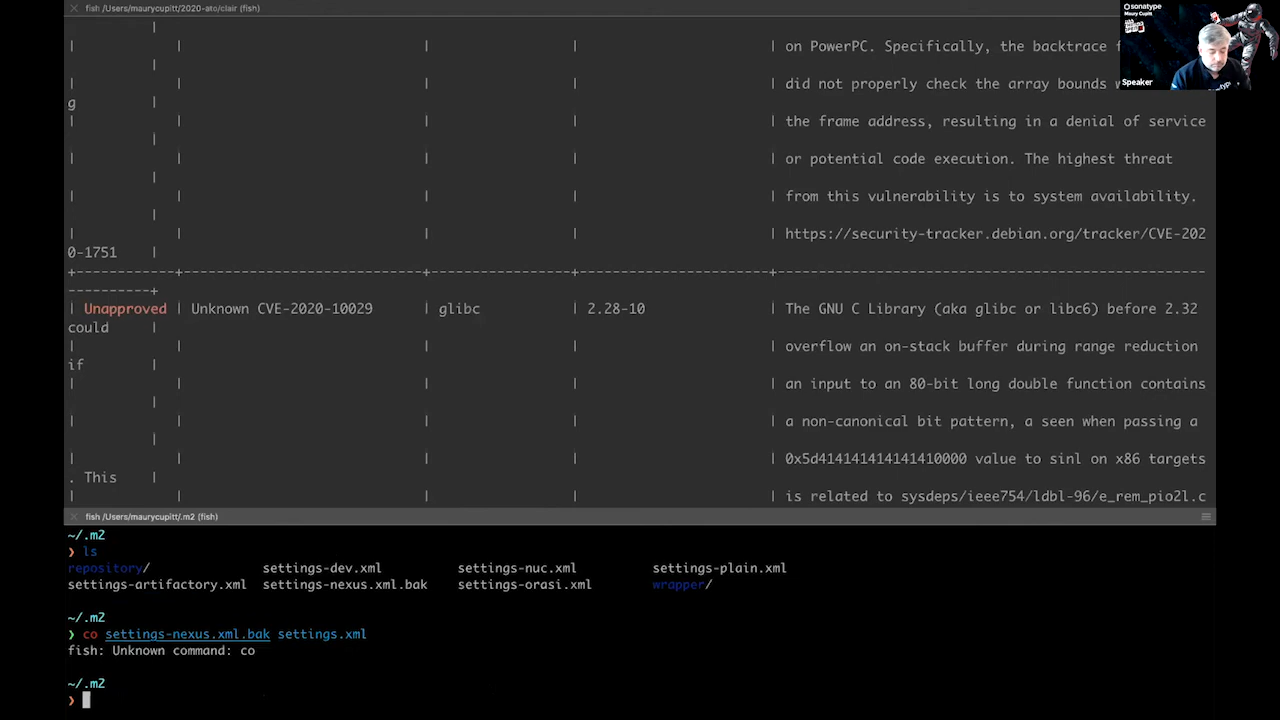 fish /Users/maurycupitt/2020-ato/clair (fish)
sonatype
Maury Cupitt
Speaker
|
| | | | | on PowerPC. Specifically, the backtrace f
|
| | | | | did not properly check the array bounds w
g |
| | | | | the frame address, resulting in a denial of service
|
| | | | | or potential code execution. The highest threat
|
| | | | | from this vulnerability is to system availability.
|
| | | | | https://security-tracker.debian.org/tracker/CVE-202
0-1751 |
+------------+------------------------------+------------------+------------------------+----------------------------------------------------
----------+
| Unapproved | Unknown CVE-2020-10029 | glibc | 2.28-10 | The GNU C Library (aka glibc or libc6) before 2.32
could |
| | | | | overflow an on-stack buffer during range reduction
if |
| | | | | an input to an 80-bit long double function contains
|
| | | | | a non-canonical bit pattern, a seen when passing a
|
| | | | | 0x5d414141414141410000 value to sinl on x86 targets
. This |
| | | | | is related to sysdeps/ieee754/ldbl-96/e_rem_pio2l.c
fish /Users/maurycupitt/.m2 (fish)
~/.m2
❯ ls
repository/ settings-dev.xml settings-nuc.xml settings-plain.xml
settings-artifactory.xml settings-nexus.xml.bak settings-orasi.xml wrapper/
~/.m2
❯ co settings-nexus.xml.bak settings.xml
fish: Unknown command: co
~/.m2
❯